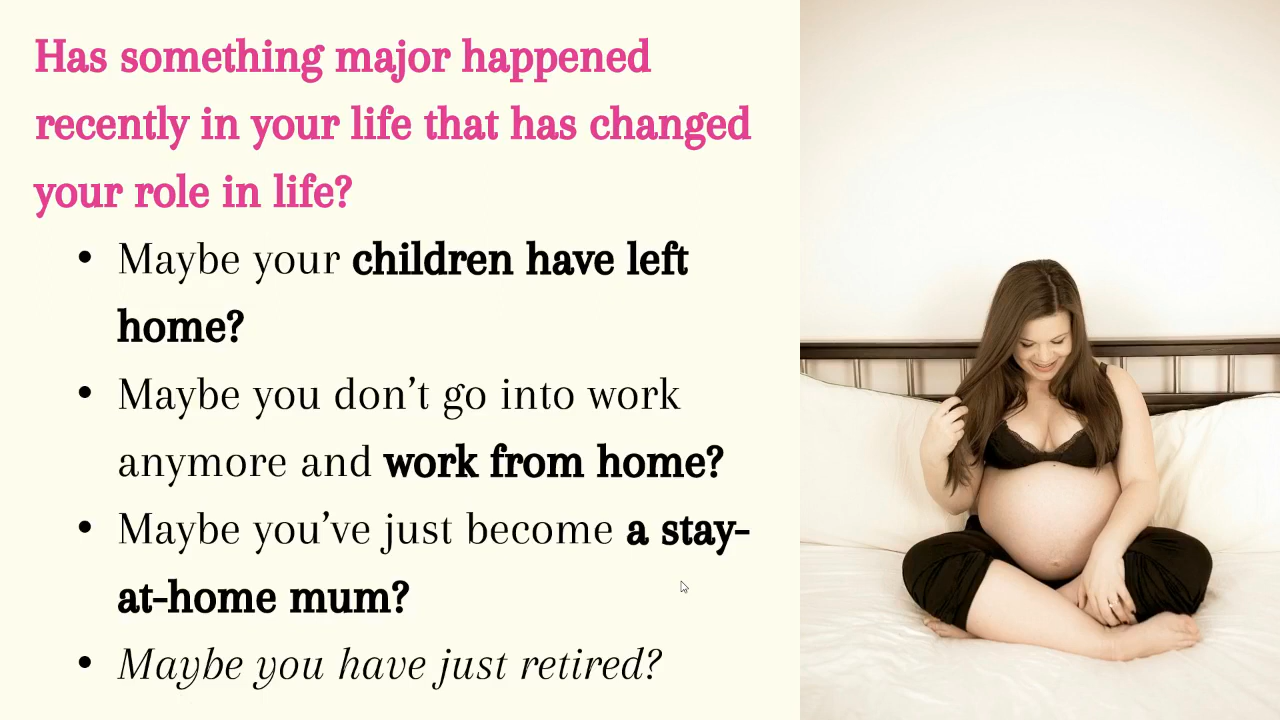 Has something major happened
recently in your life that has changed
your role in life?
• Maybe your children have left
home?
• Maybe you don’t go into work
anymore and work from home?
• Maybe you’ve just become a stay-
at-home mum?
• Maybe you have just retired?